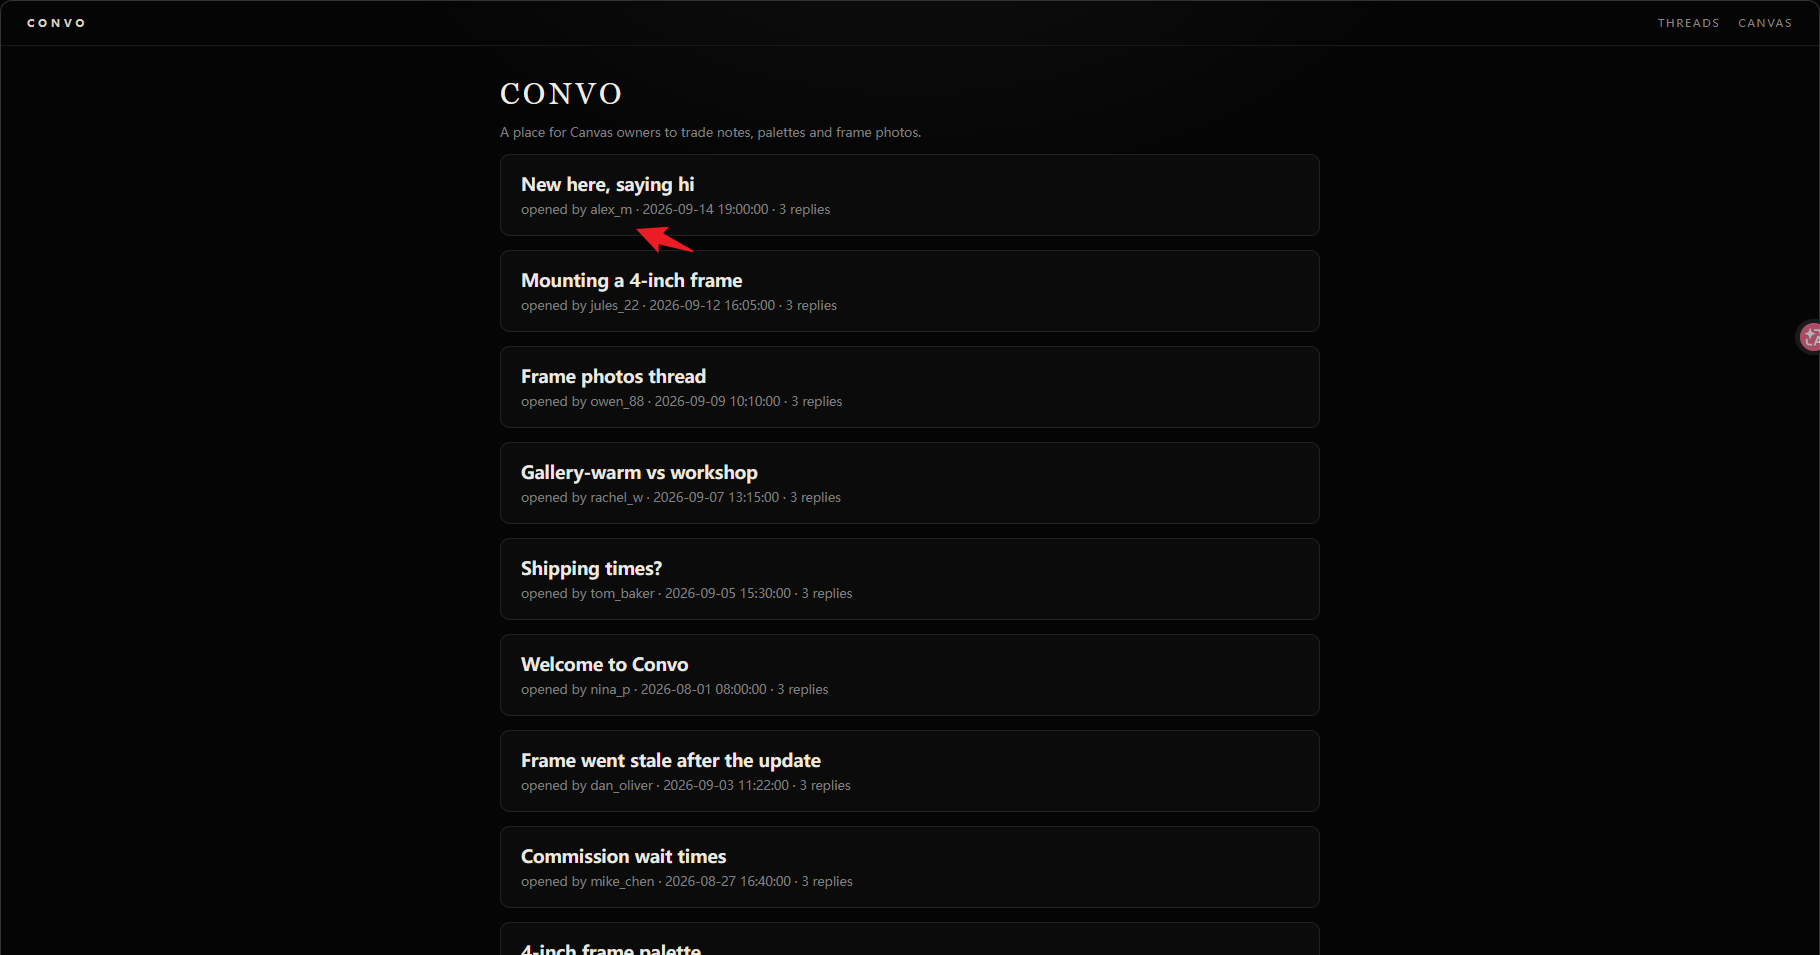 CONVO
THREADS CANVAS
CONVO
A place for Canvas owners to trade notes, palettes and frame photos.
New here, saying hi
opened by alex_m · 2026-09-14 19:00:00 · 3 replies
Mounting a 4-inch frame
opened by jules_22 · 2026-09-12 16:05:00 · 3 replies
Frame photos thread
opened by owen_88 · 2026-09-09 10:10:00 · 3 replies
Gallery-warm vs workshop
opened by rachel_w · 2026-09-07 13:15:00 · 3 replies
Shipping times?
opened by tom_baker · 2026-09-05 15:30:00 · 3 replies
Welcome to Convo
opened by nina_p · 2026-08-01 08:00:00 · 3 replies
Frame went stale after the update
opened by dan_oliver · 2026-09-03 11:22:00 · 3 replies
Commission wait times
opened by mike_chen · 2026-08-27 16:40:00 · 3 replies
4-inch frame palette